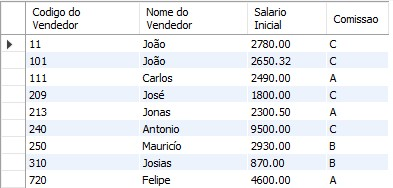 Codigo do Vendedor Nome do Vendedor Salario Inicial Comissao
11 João 2780.00 C
101 João 2650.32 C
111 Carlos 2490.00 A
209 José 1800.00 C
213 Jonas 2300.50 A
240 Antonio 9500.00 C
250 Mauricío 2930.00 B
310 Josias 870.00 B
720 Felipe 4600.00 A